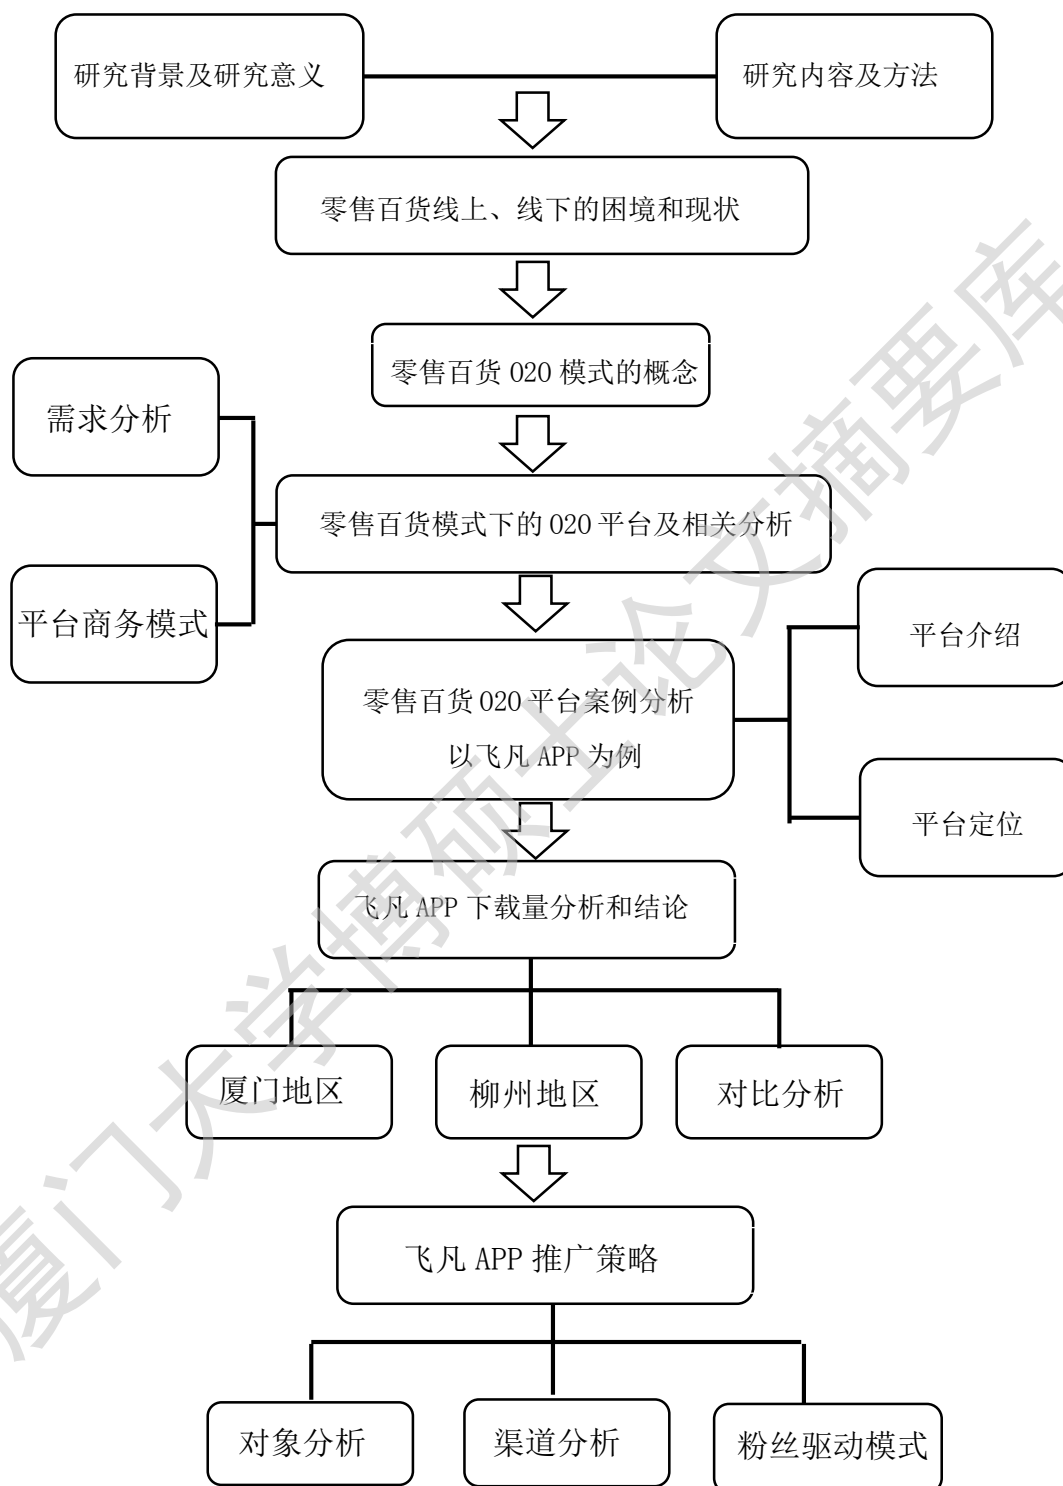 研究背景及研究意义
研究内容及方法
零售百货线上、线下的困境和现状
零售百货 O2O 模式的概念
需求分析
零售百货模式下的 O2O 平台及相关分析
平台商务模式
平台介绍
零售百货 O2O 平台案例分析
以飞凡 APP 为例
平台定位
飞凡 APP 下载量分析和结论
厦门地区
柳州地区
对比分析
飞凡 APP 推广策略
对象分析
渠道分析
粉丝驱动模式
厦门大学博硕士论文摘要库